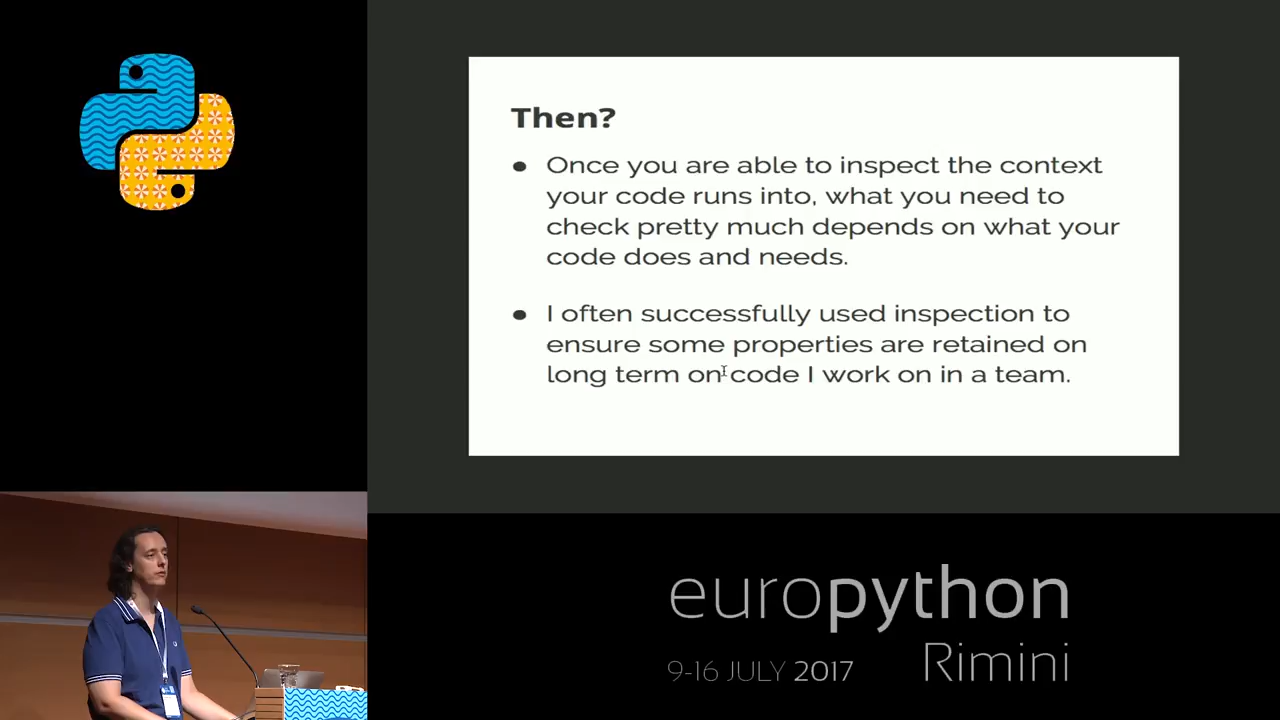 Then?
● Once you are able to inspect the context
your code runs into, what you need to
check pretty much depends on what your
code does and needs.
● I often successfully used inspection to
ensure some properties are retained on
long term on code I work on in a team.
europython
9-16 JULY 2017 Rimini